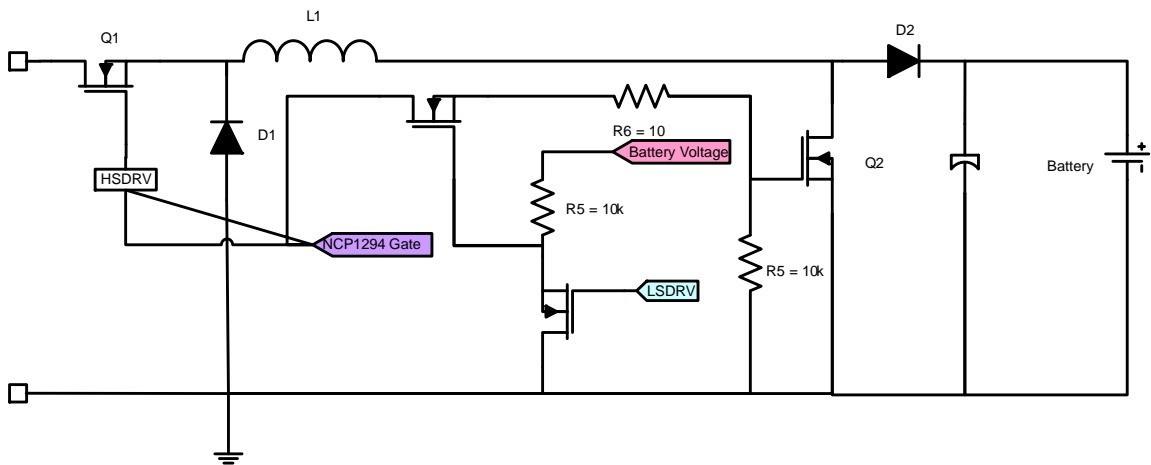 L1
Q1
D2
D1
R6 = 10
Battery Voltage
Q2
Battery
+
-
HSDRV
R5 = 10k
NCP1294 Gate
R5 = 10k
LSDRV